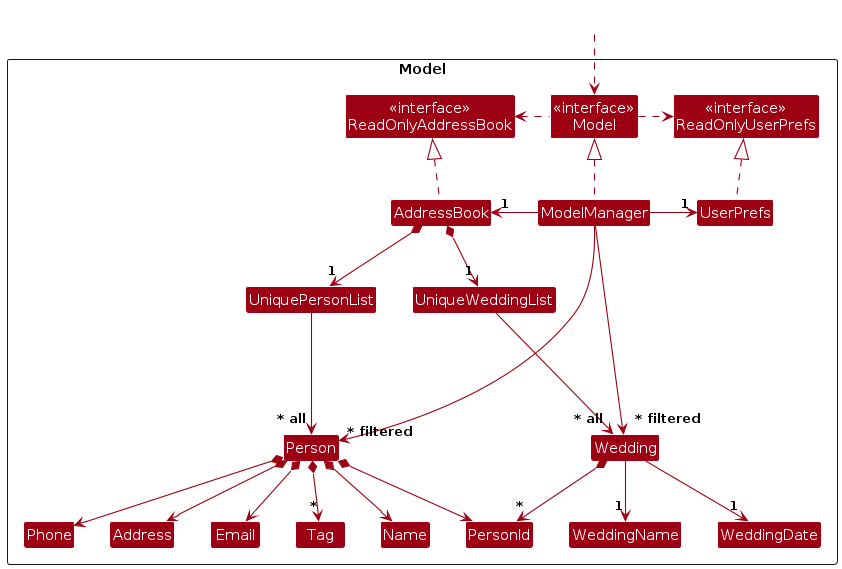 Model
«interface»
ReadOnlyAddressBook
«interface»
Model
«interface»
ReadOnlyUserPrefs
AddressBook
1
ModelManager
1
UserPrefs
1
1
UniquePersonList
UniqueWeddingList
* all
* filtered
* all
* filtered
Person
Wedding
*
*
1
1
Phone
Address
Email
Tag
Name
PersonId
WeddingName
WeddingDate